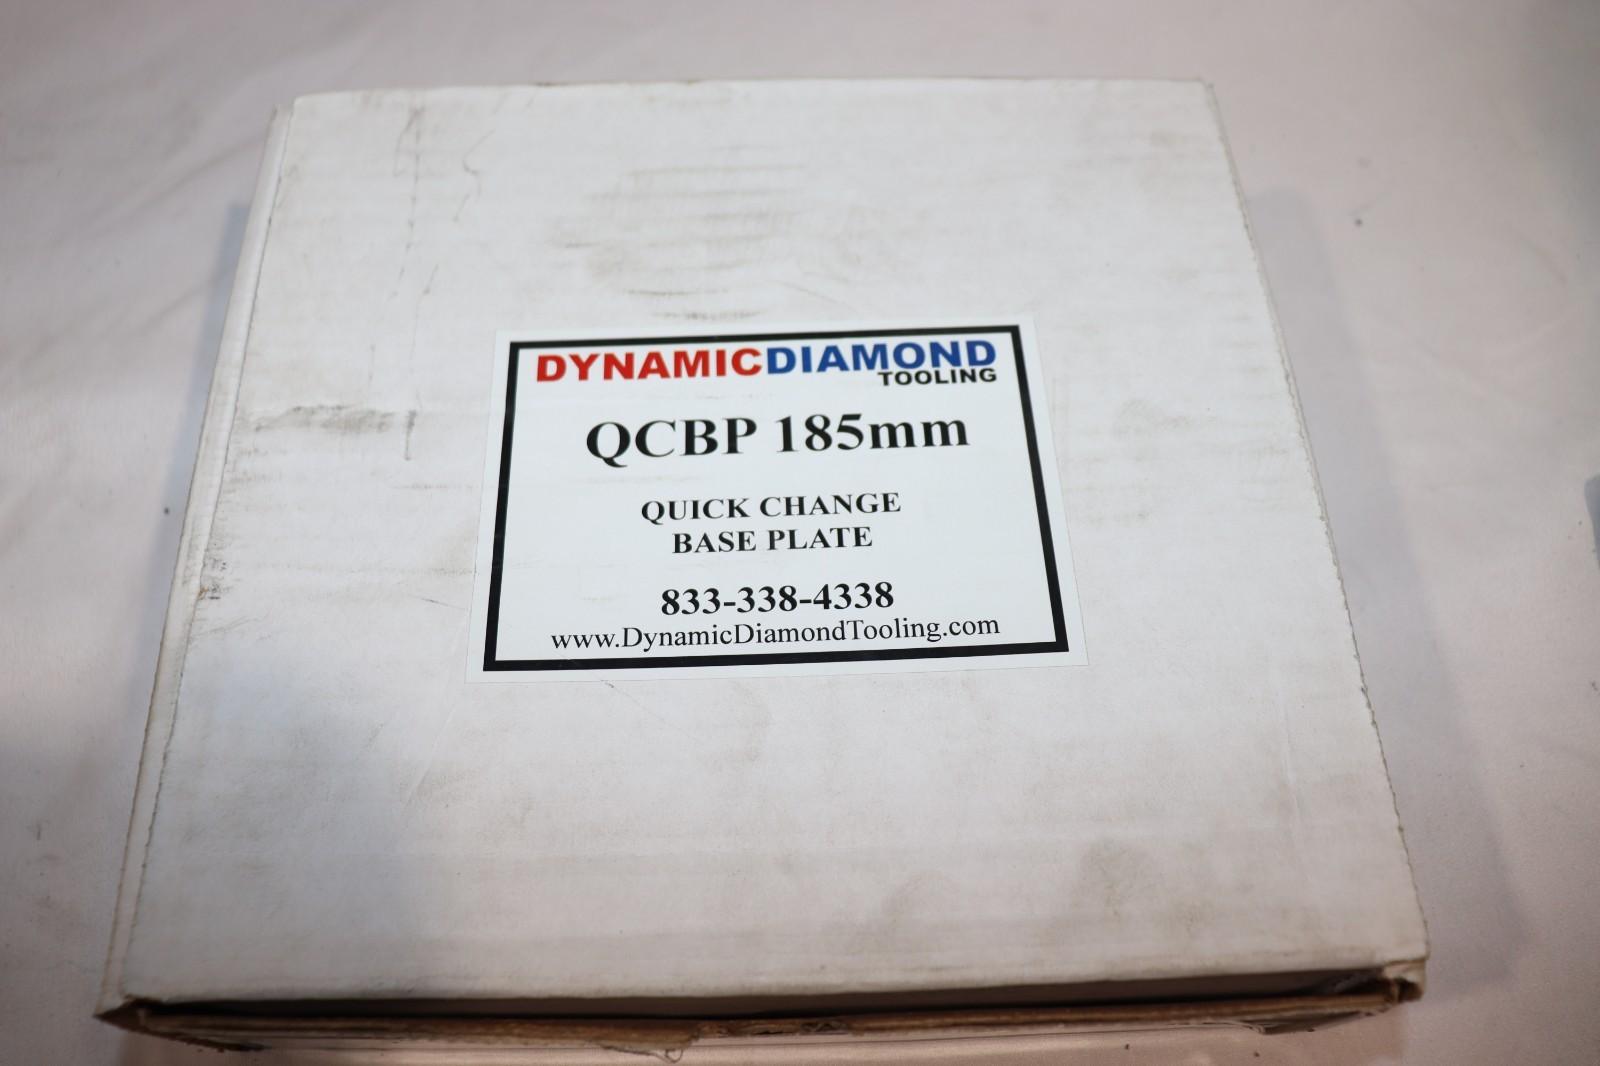 DYNAMICDIAMOND
TOOLING
QCBP 185mm
QUICK CHANGE
BASE PLATE
833-338-4338
www.DynamicDiamondTooling.com